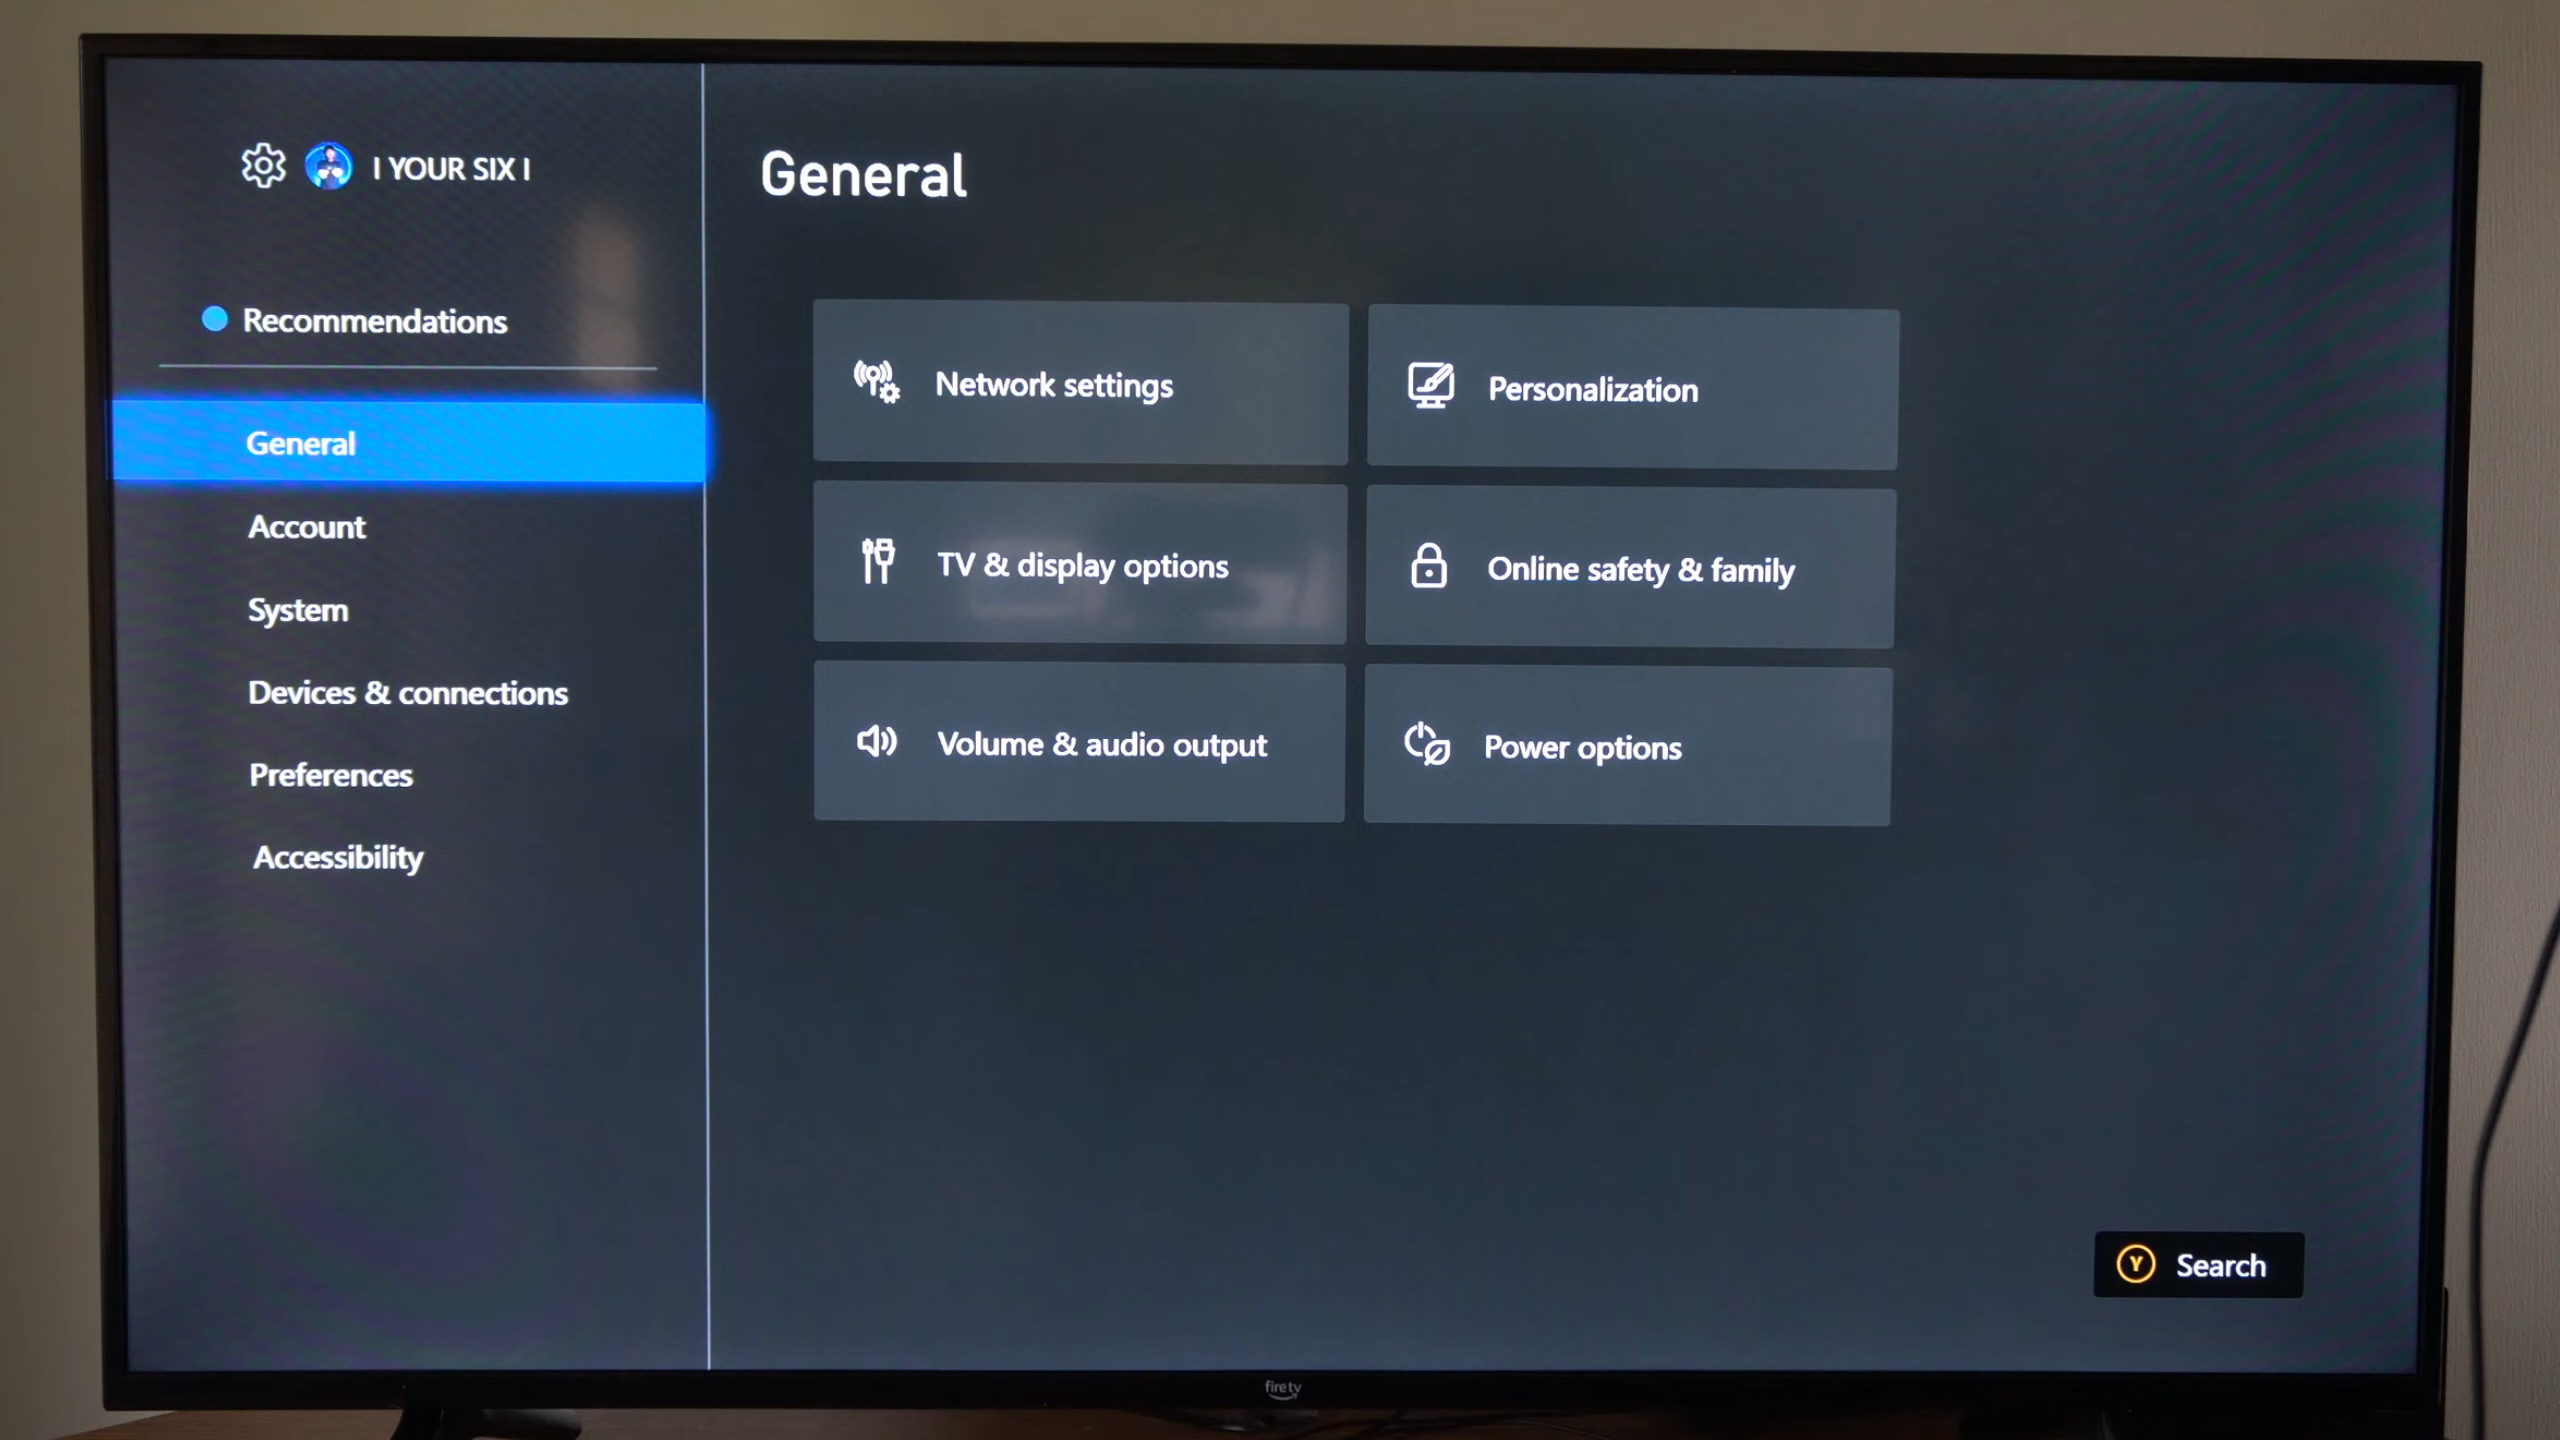 I YOUR SIX I
Recommendations
General
Account
System
Devices & connections
Preferences
Accessibility
General
Network settings
Personalization
TV & display options
Online safety & family
Volume & audio output
Power options
Y Search
fire tv